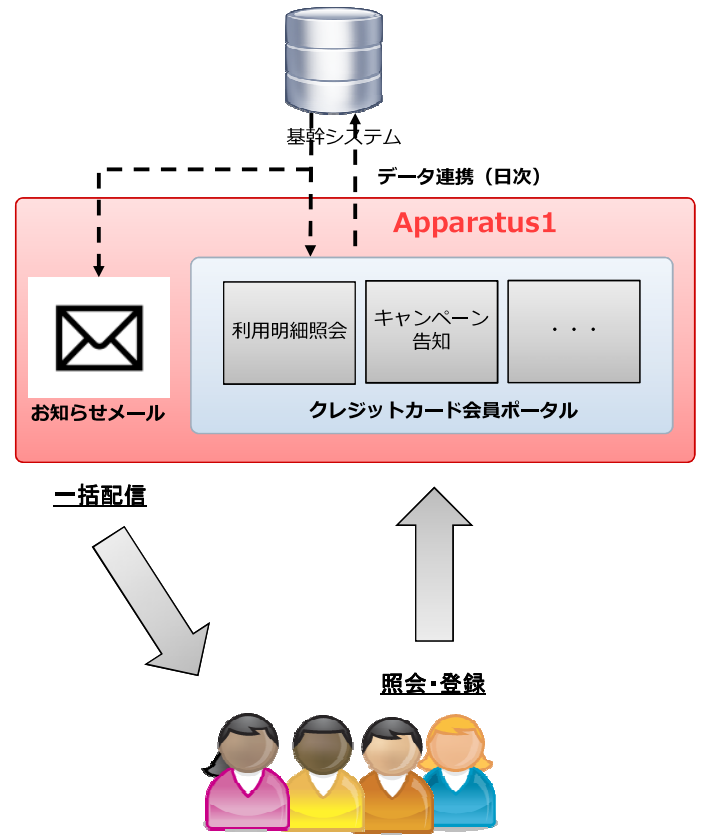 基幹システム
データ連携（日次）
Apparatus1
利用明細照会
キャンペーン
告知
・・・
お知らせメール
クレジットカード会員ポータル
一括配信
照会・登録